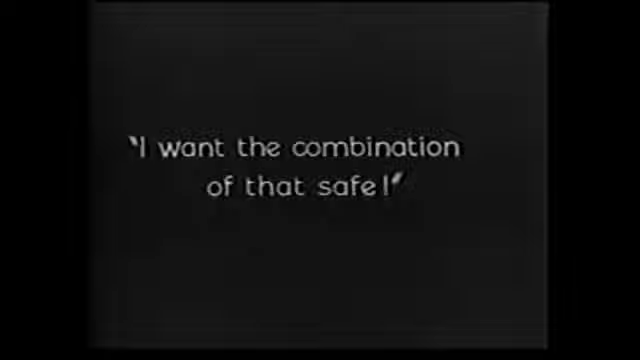 "I want the combination
of that safe!"